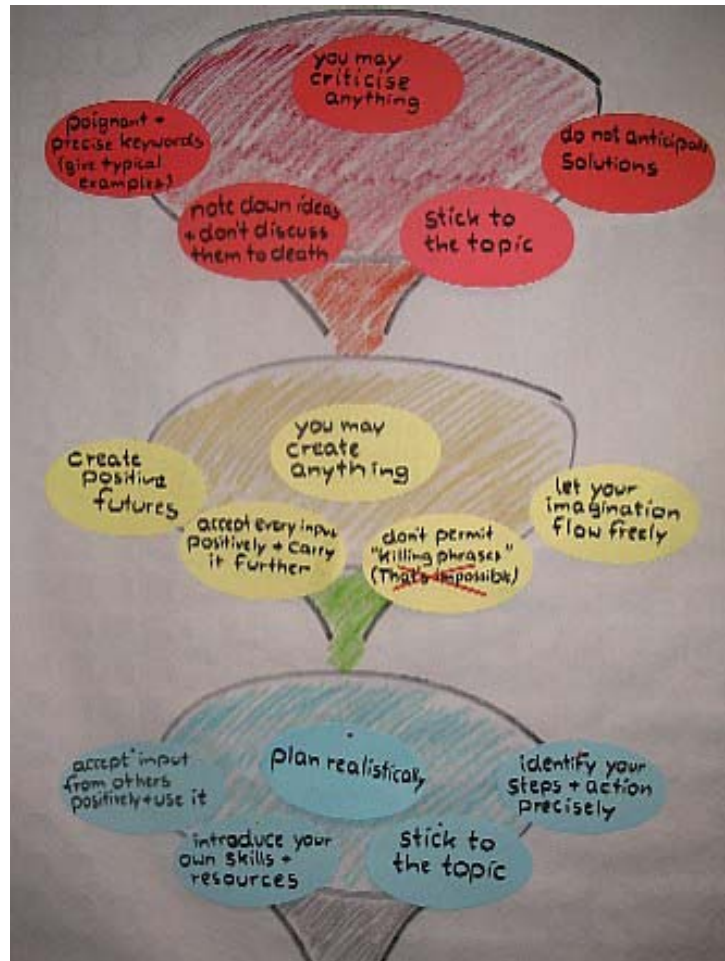 you may
criticise
anything
poignant +
precise keywords
(give typical
examples)
do not anticipate
solutions
note down ideas
+ don't discuss
them to death
stick to
the topic
you may
create
anything
create
positive
futures
let your
imagination
flow freely
accept every input
positively + carry
it further
don't permit
"Killing phrases"
(That's impossible)
plan realistically
accept input
from others
positively + use it
identify your
steps + action
precisely
introduce your
own skills +
resources
stick to
the topic